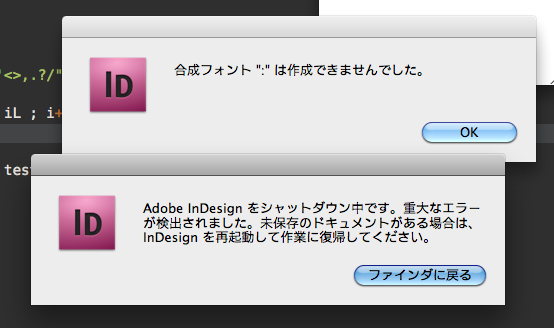 '<>,.?/"
iL ; i+
test
ID
合成フォント ":" は作成できませんでした。
OK
ID
Adobe InDesign をシャットダウン中です。重大なエラー
が検出されました。未保存のドキュメントがある場合は、
InDesign を再起動して作業に復帰してください。
ファインダに戻る